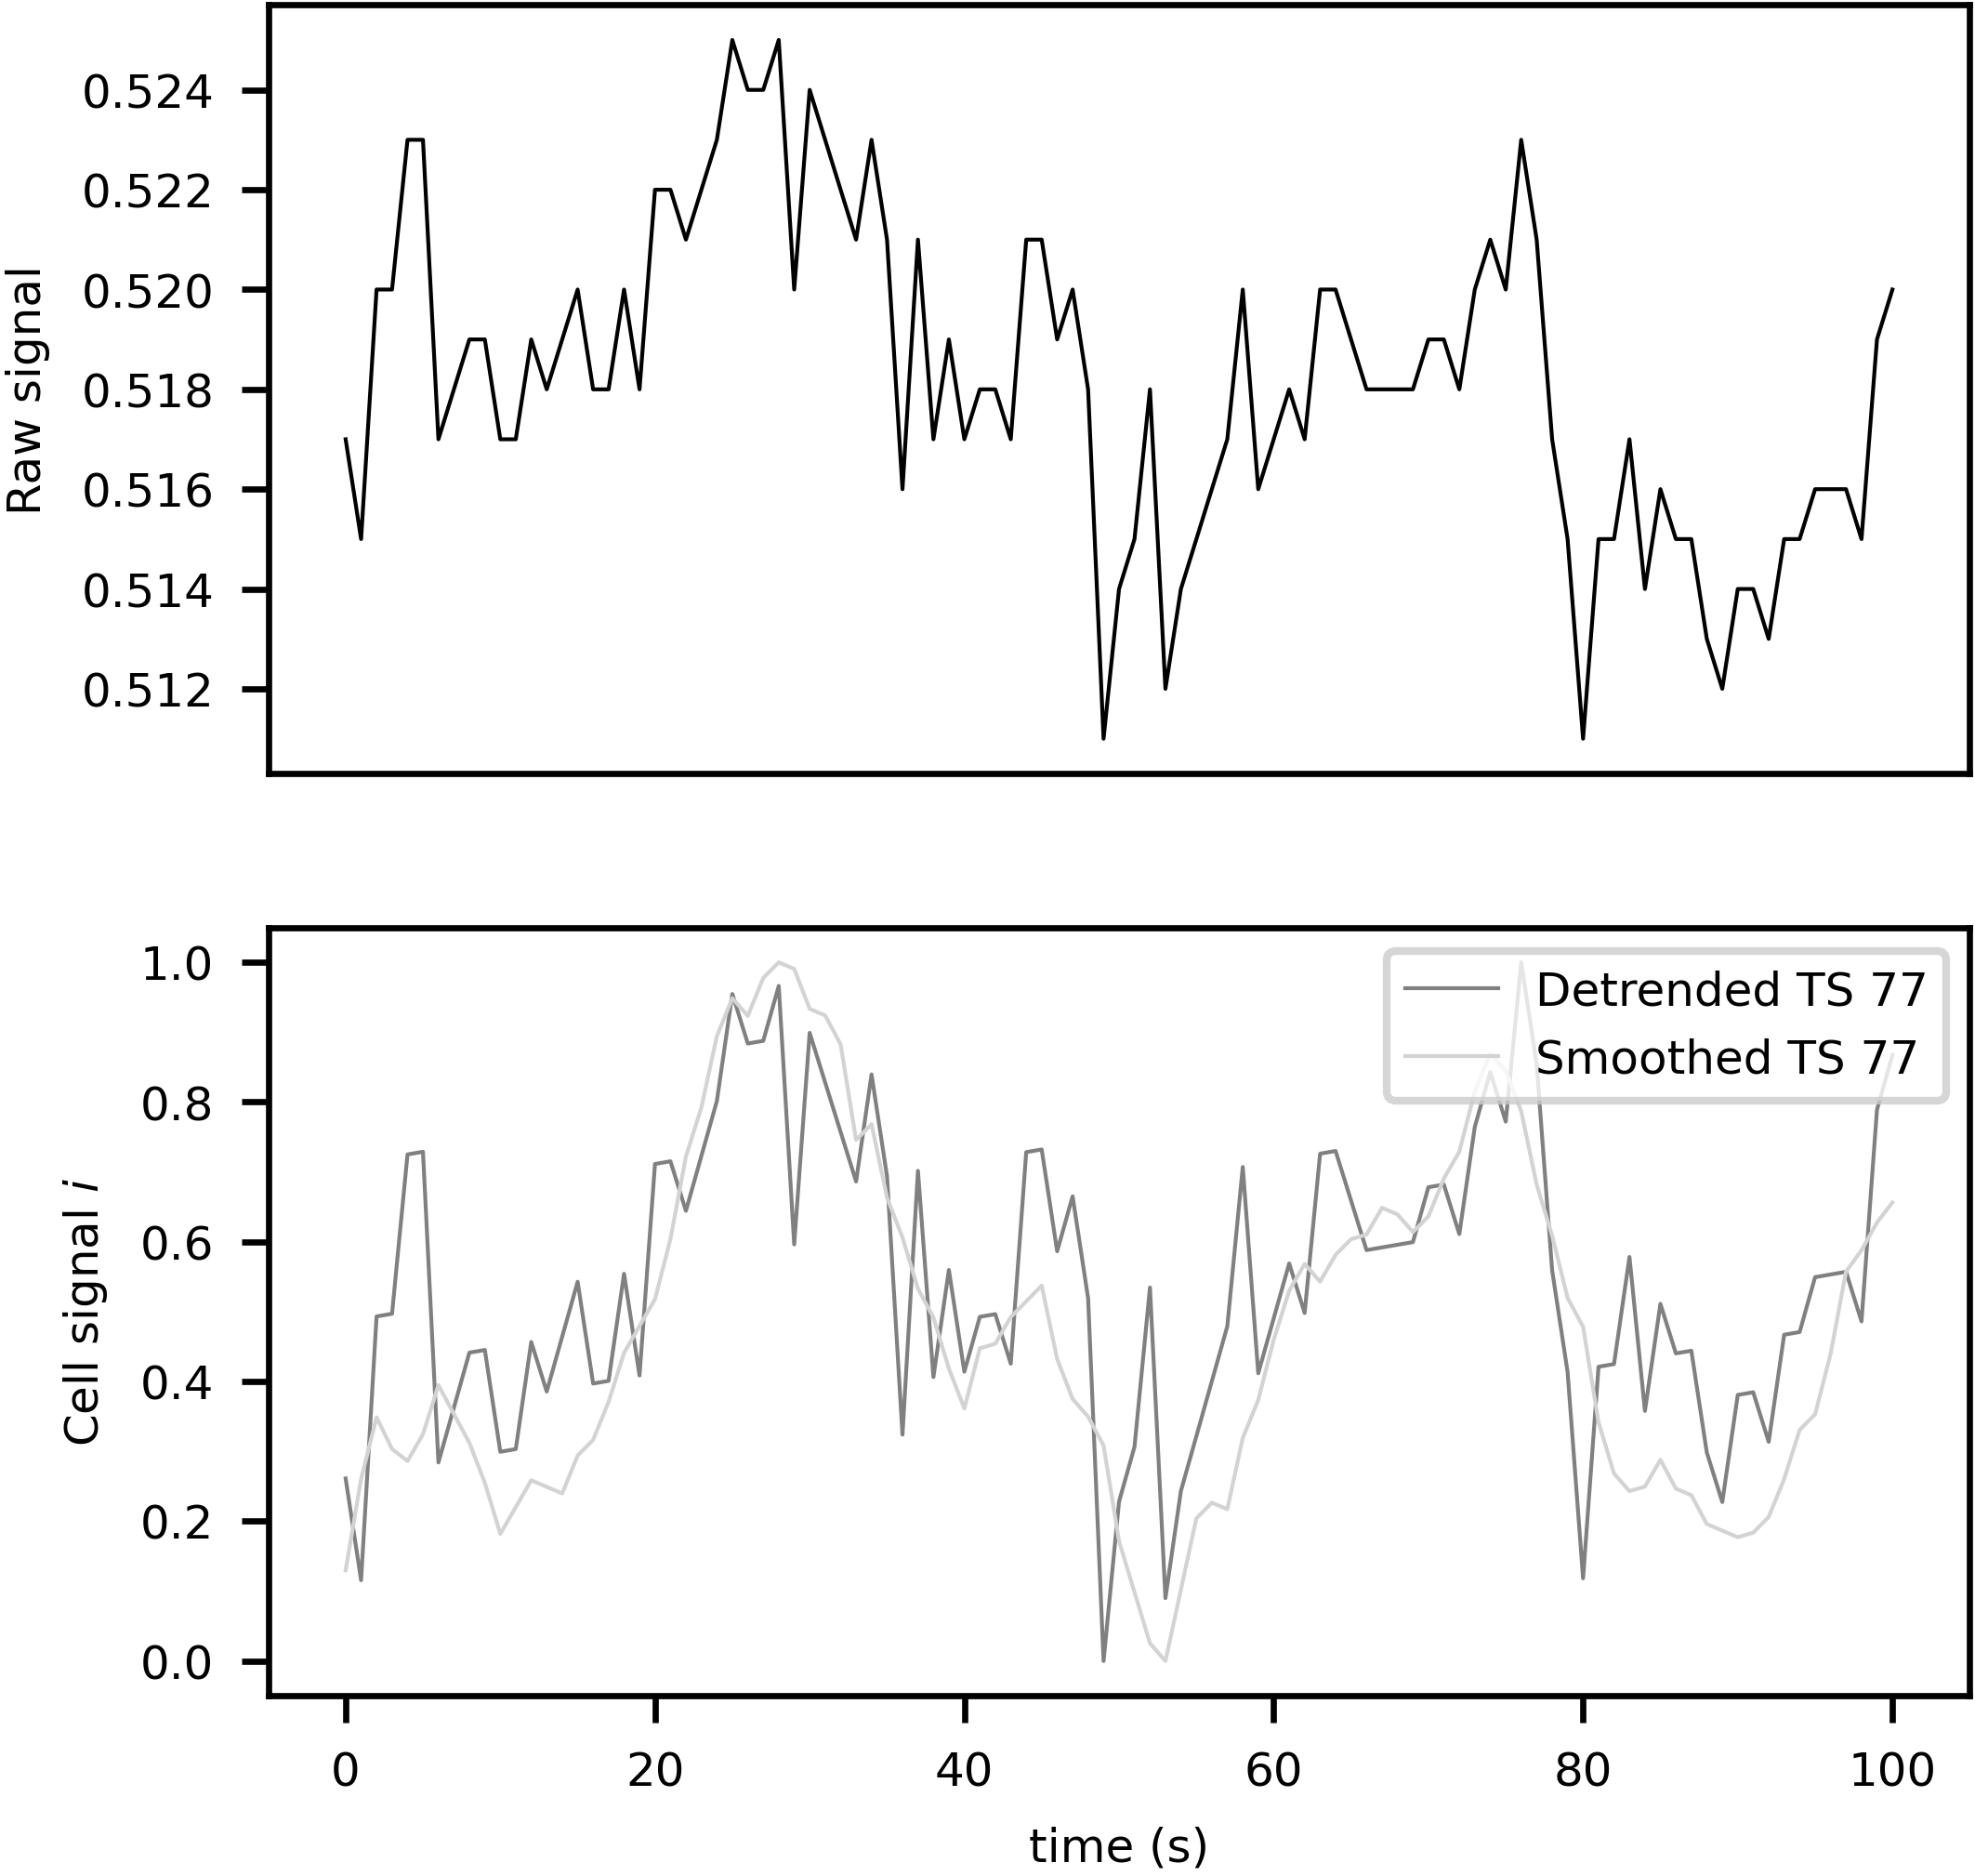 Raw signal
0.524
0.522
0.520
0.518
0.516
0.514
0.512
Cell signal i
1.0
0.8
0.6
0.4
0.2
0.0
Detrended TS 77
Smoothed TS 77
0 20 40 60 80 100
time (s)